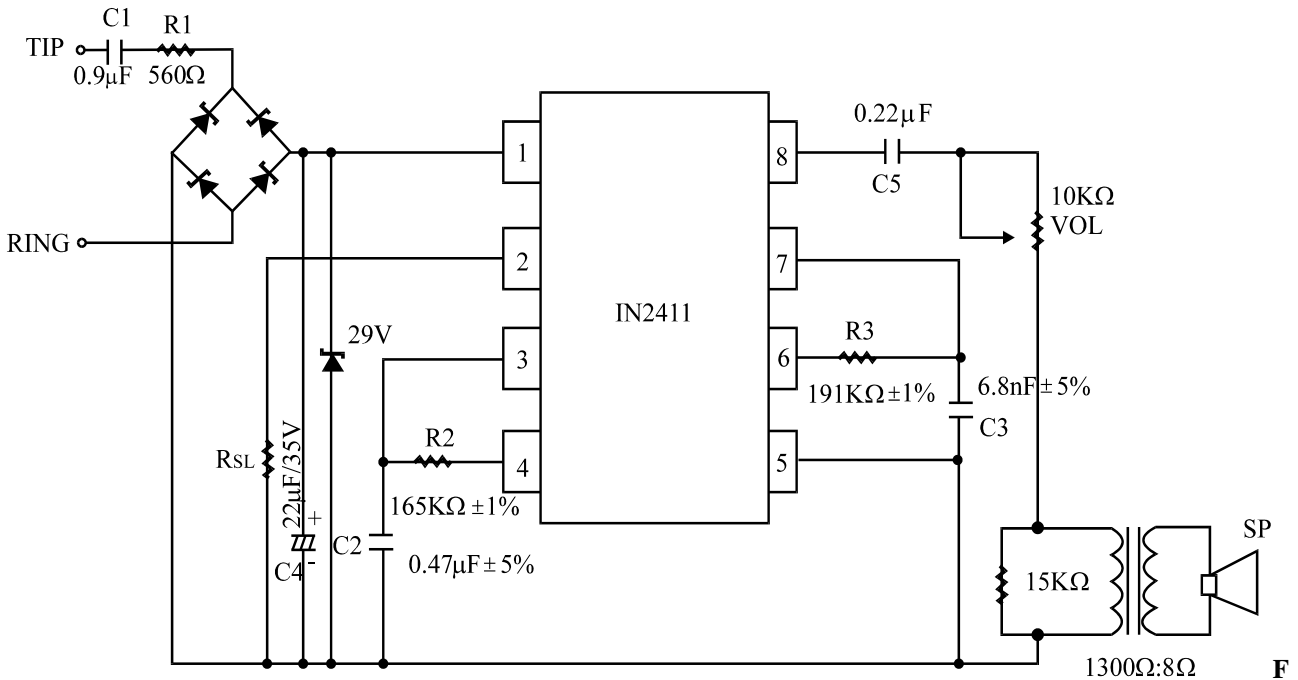 C1
R1
TIP
0.9μF
560Ω
RING
1
2
3
4
IN2411
8
7
6
5
0.22μF
C5
10KΩ
VOL
R3
191KΩ±1%
6.8nF±5%
C3
29V
RSL
22μF/35V
+
C4
-
R2
165KΩ±1%
C2
0.47μF±5%
15KΩ
SP
1300Ω:8Ω
F